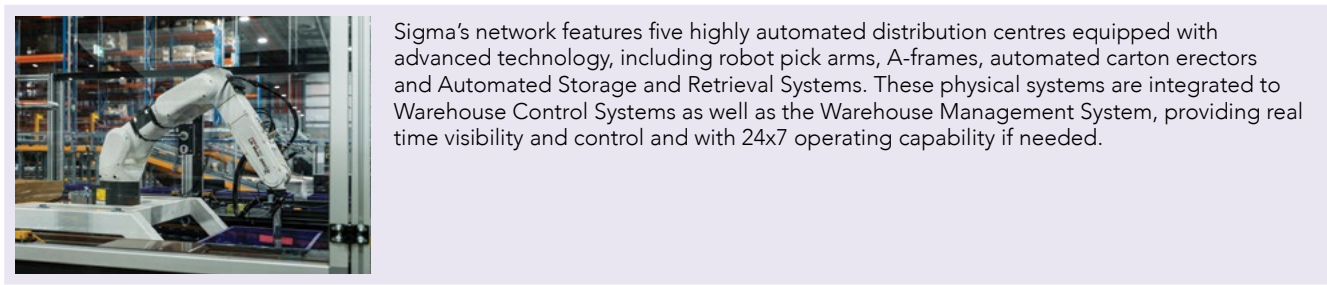 Sigma’s network features five highly automated distribution centres equipped with
advanced technology, including robot pick arms, A-frames, automated carton erectors
and Automated Storage and Retrieval Systems. These physical systems are integrated to
Warehouse Control Systems as well as the Warehouse Management System, providing real
time visibility and control and with 24x7 operating capability if needed.